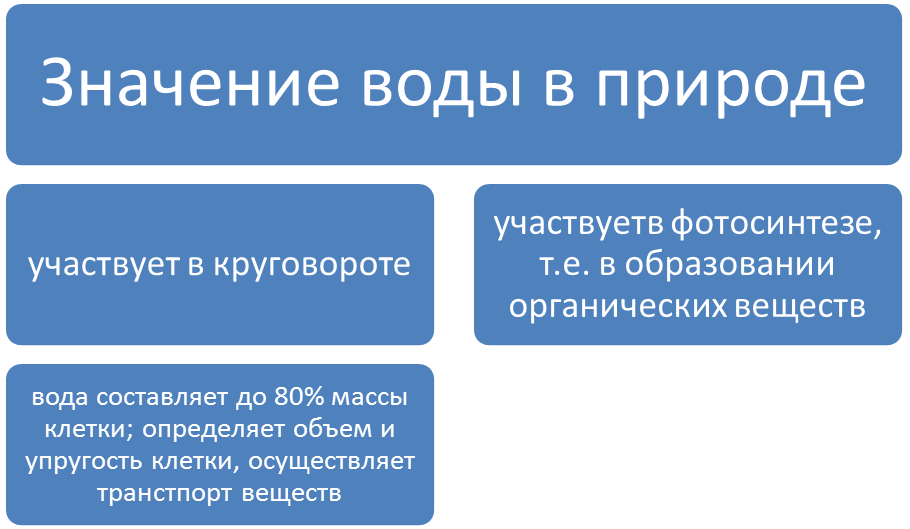 Значение воды в природе
участвует в круговороте
участвуетв фотосинтезе,
т.е. в образовании
органических веществ
вода составляет до 80% массы
клетки; определяет объем и
упругость клетки, осуществляет
транстпорт веществ